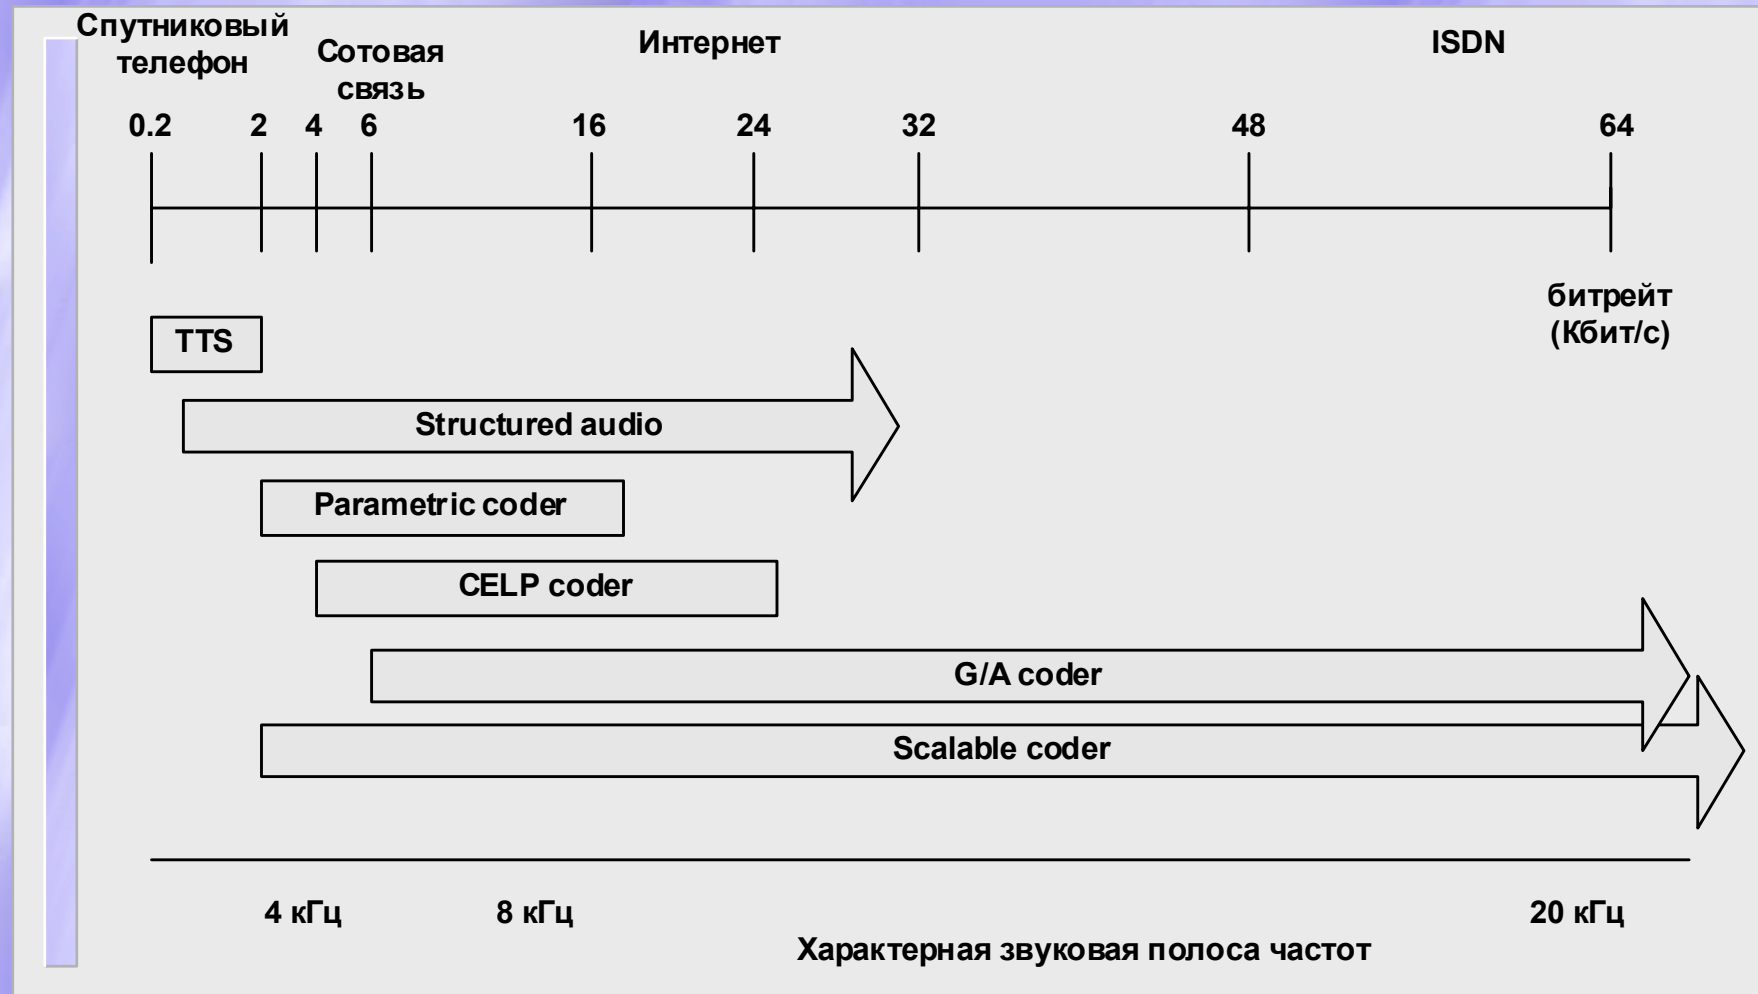 Спутниковый
телефон
Сотовая
связь
Интернет
ISDN
0.2 2 4 6 16 24 32 48 64
битрейт
(Кбит/с)
TTS
Structured audio
Parametric coder
CELP coder
G/A coder
Scalable coder
4 кГц 8 кГц 20 кГц
Характерная звуковая полоса частот